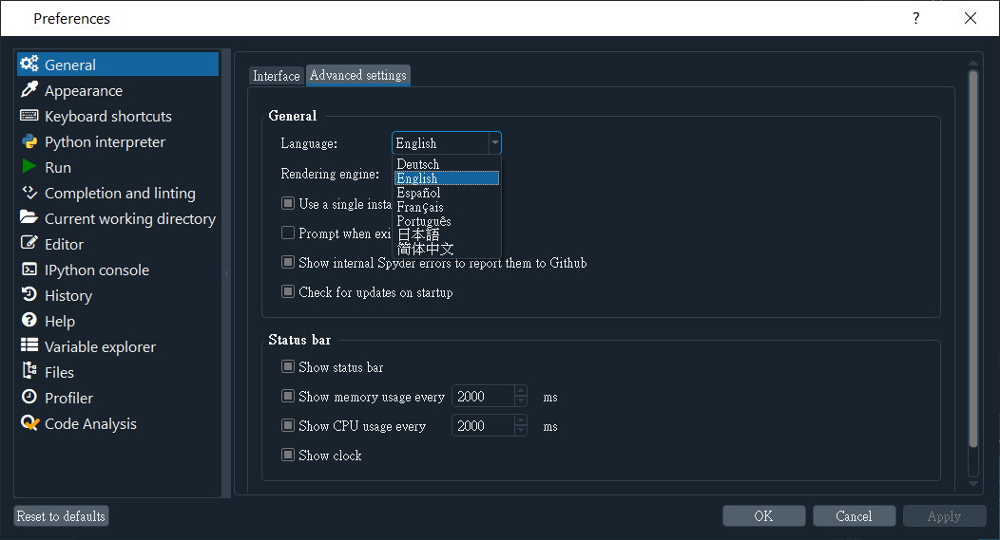 Preferences
?
General
Appearance
Keyboard shortcuts
Python interpreter
Run
Completion and linting
Current working directory
Editor
IPython console
History
Help
Variable explorer
Files
Profiler
Code Analysis
Interface Advanced settings
General
Language: English
Deutsch
English
Español
Français
Português
日本語
简体中文
Rendering engine:
Use a single insta
Prompt when exi
Show internal Spyder errors to report them to Github
Check for updates on startup
Status bar
Show status bar
Show memory usage every 2000 ms
Show CPU usage every 2000 ms
Show clock
Reset to defaults OK Cancel Apply